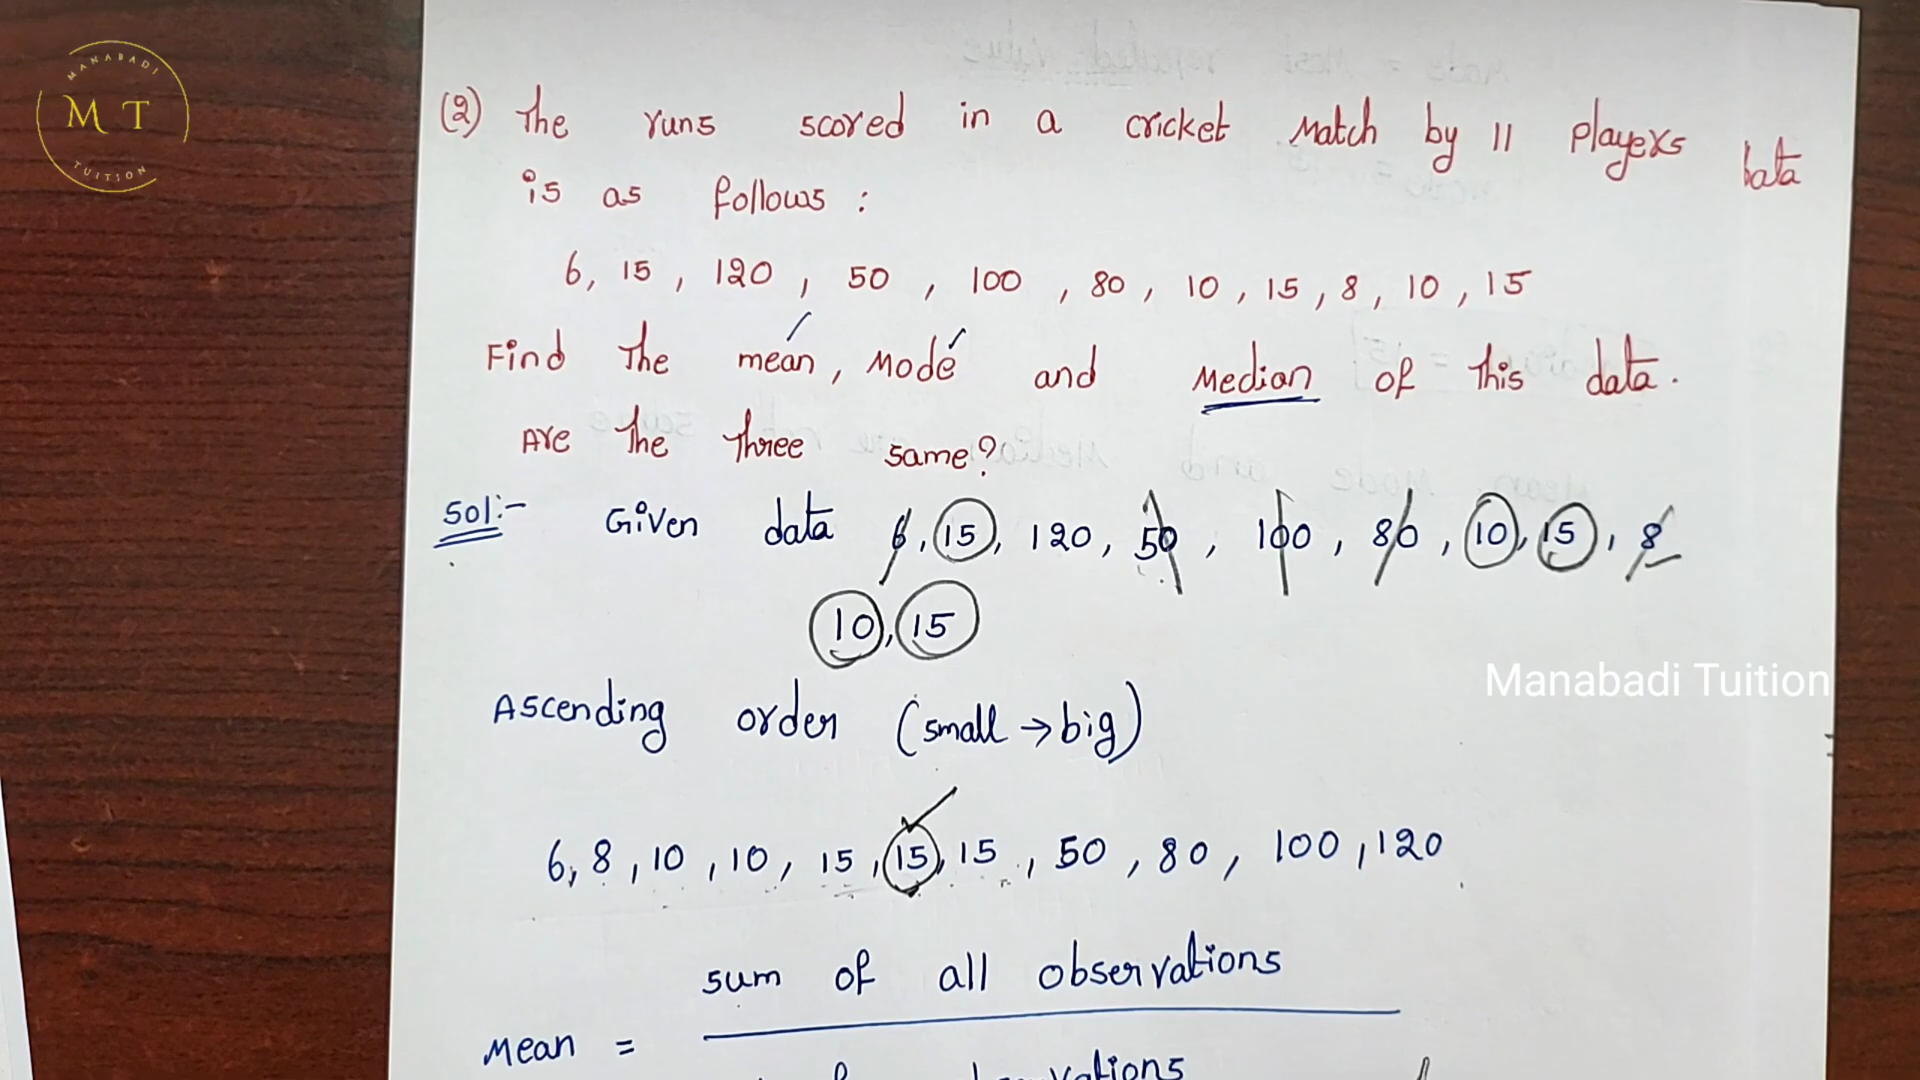 MANABADI
M T
TUITION
(2) The runs scored in a cricket Match by 11 players data
is as follows :
6, 15, 120, 50, 100, 80, 10, 15, 8, 10, 15
Find the mean, Mode and Median of this data.
Are the three same?
Sol:- Given data 6, 15, 120, 50, 100, 80, 10, 15, 8
10, 15
Manabadi Tuition
Ascending order (small → big)
6, 8, 10, 10, 15, 15, 15, 50, 80, 100, 120
sum of all observations
Mean =